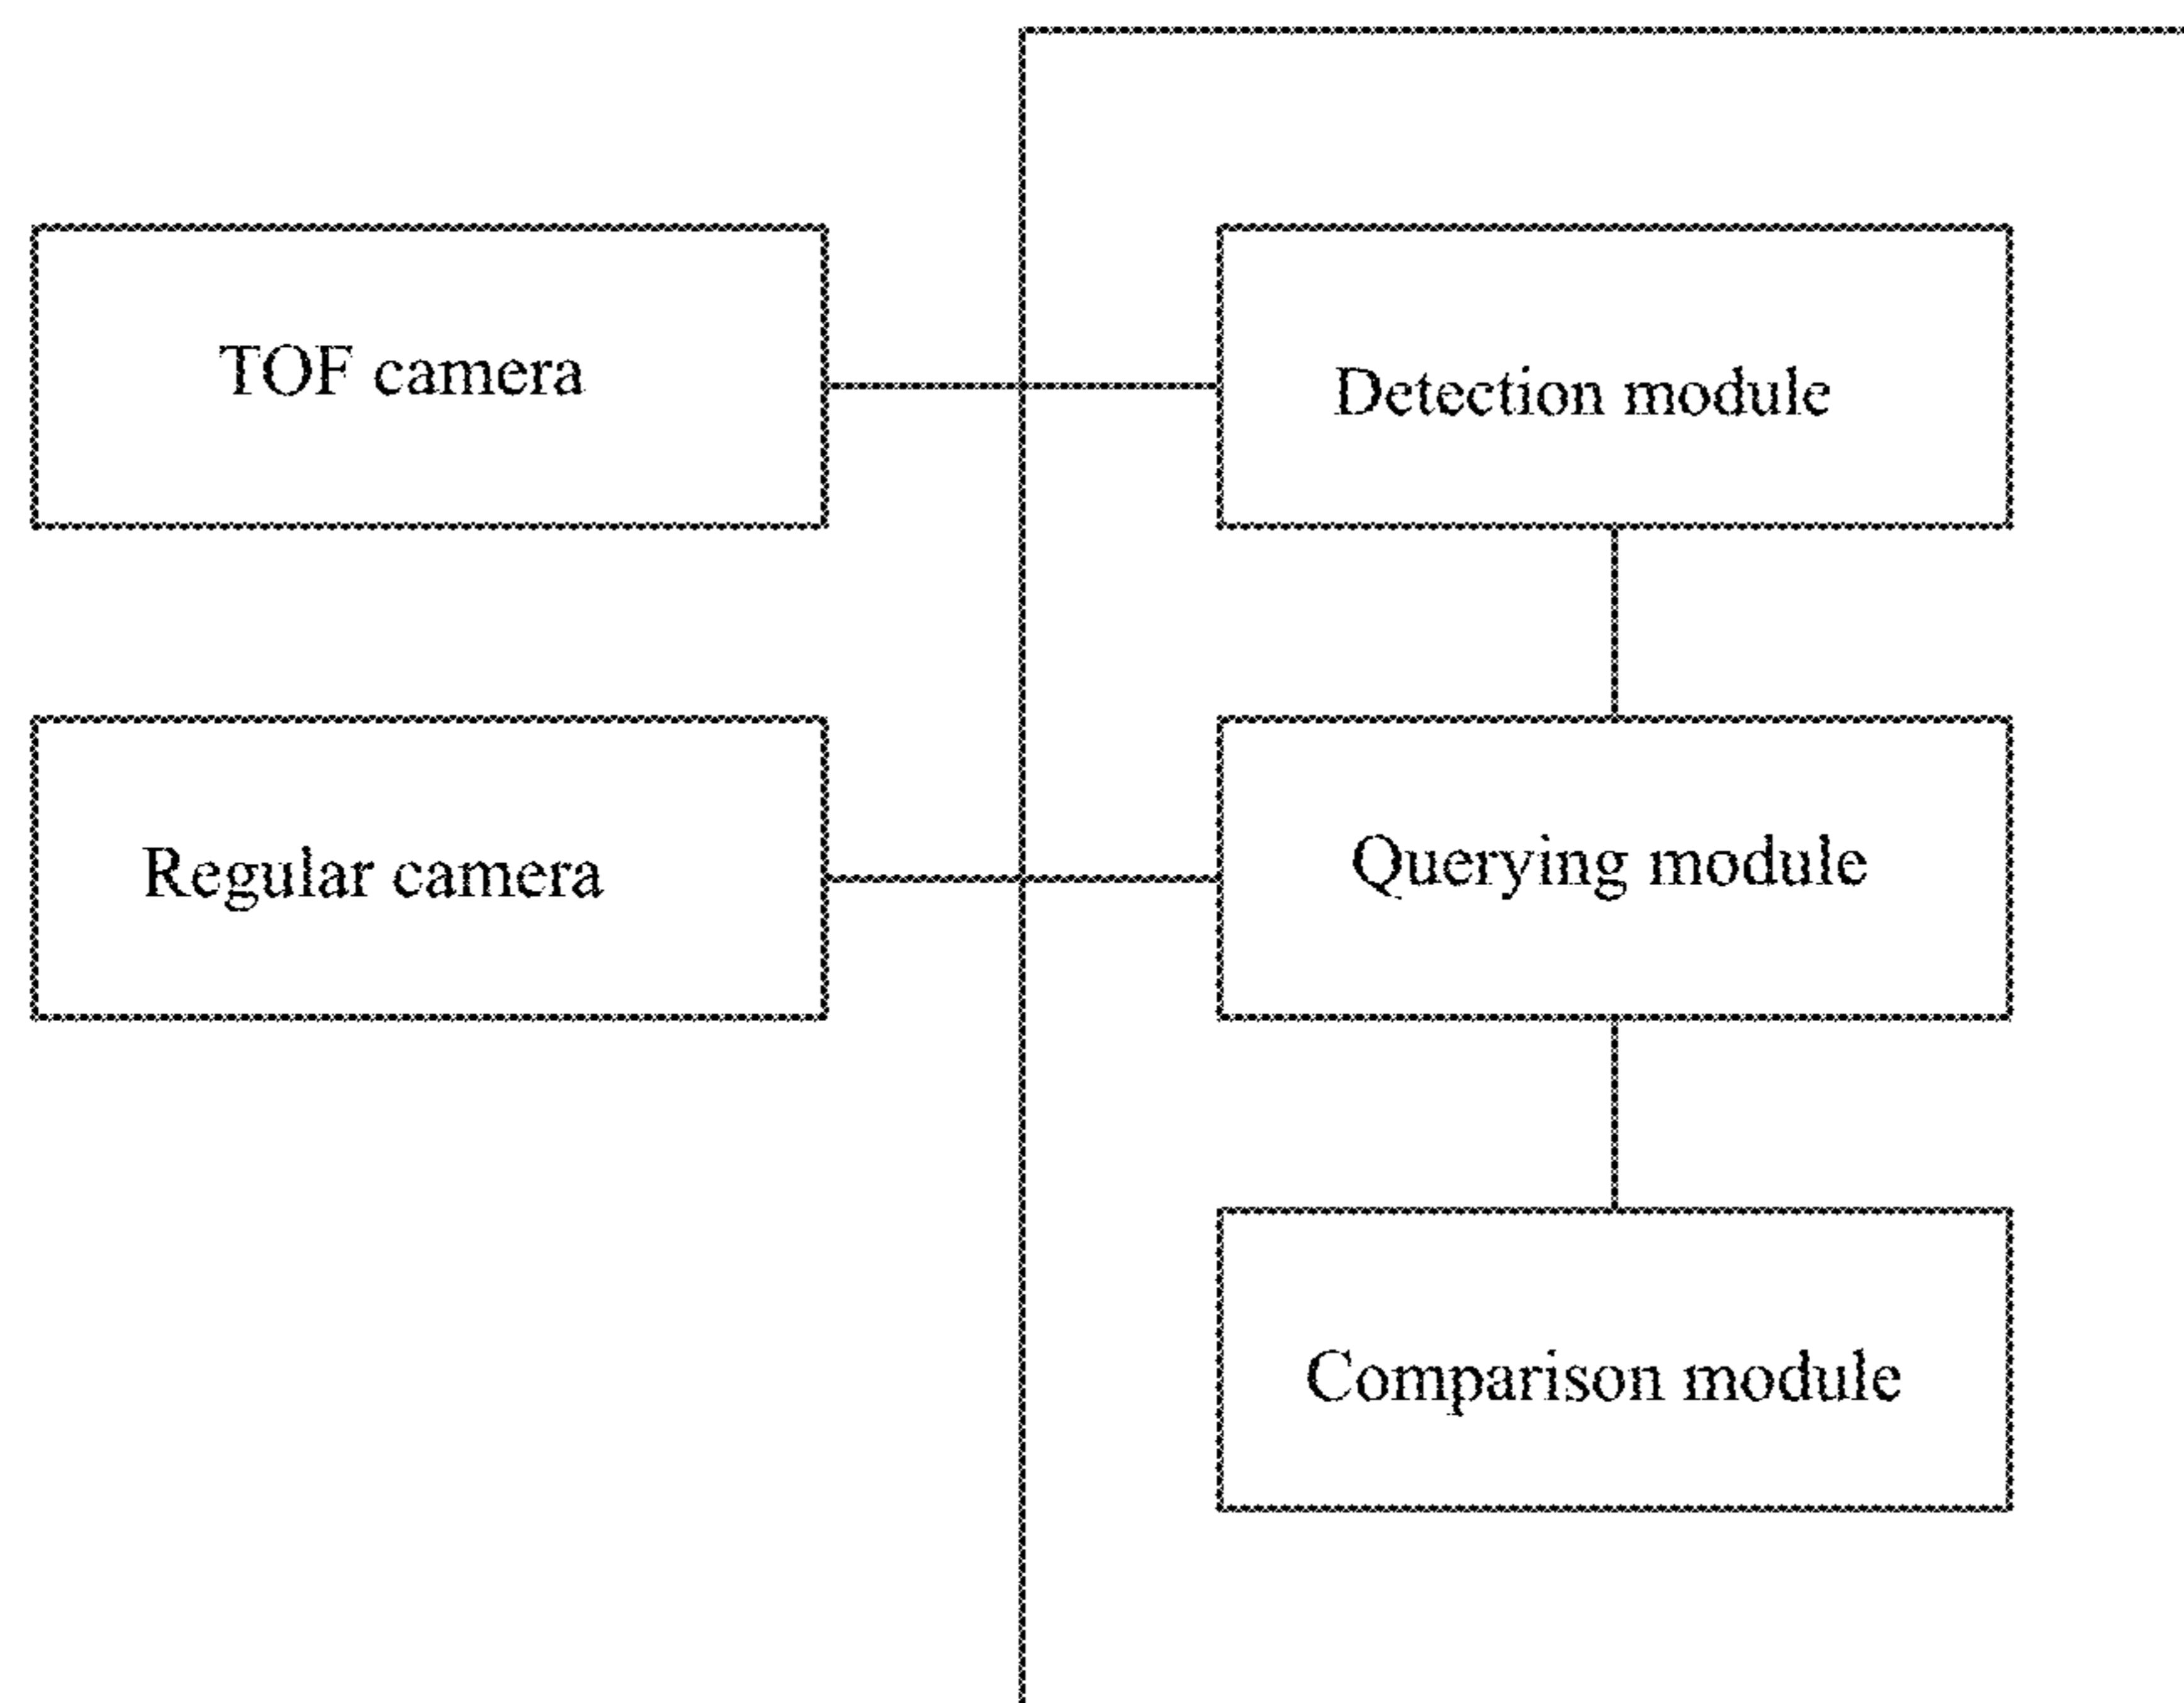 TOF camera
Detection module
Regular camera
Querying module
Comparison module